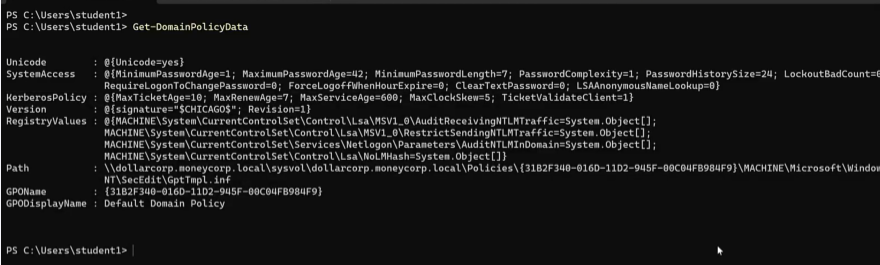 PS C:\Users\student1>
PS C:\Users\student1> Get-DomainPolicyData
Unicode : @{Unicode=yes}
SystemAccess : @{MinimumPasswordAge=1; MaximumPasswordAge=42; MinimumPasswordLength=7; PasswordComplexity=1; PasswordHistorySize=24; LockoutBadCount=0
RequireLogonToChangePassword=0; ForceLogoffWhenHourExpire=0; ClearTextPassword=0; LSAAnonymousNameLookup=0}
KerberosPolicy : @{MaxTicketAge=10; MaxRenewAge=7; MaxServiceAge=600; MaxClockSkew=5; TicketValidateClient=1}
Version : @{signature="$CHICAGO$"; Revision=1}
RegistryValues : @{MACHINE\System\CurrentControlSet\Control\Lsa\MSV1_0\AuditReceivingNTLMTraffic=System.Object[];
MACHINE\System\CurrentControlSet\Control\Lsa\MSV1_0\RestrictSendingNTLMTraffic=System.Object[];
MACHINE\System\CurrentControlSet\Services\Netlogon\Parameters\AuditNTLMInDomain=System.Object[];
MACHINE\System\CurrentControlSet\Control\Lsa\NoLMHash=System.Object[]}
Path : \\dollarcorp.moneycorp.local\sysvol\dollarcorp.moneycorp.local\Policies\{31B2F340-016D-11D2-945F-00C04FB984F9}\MACHINE\Microsoft\Window
NT\SecEdit\GptTmpl.inf
GPOName : {31B2F340-016D-11D2-945F-00C04FB984F9}
GPODisplayName : Default Domain Policy
PS C:\Users\student1>